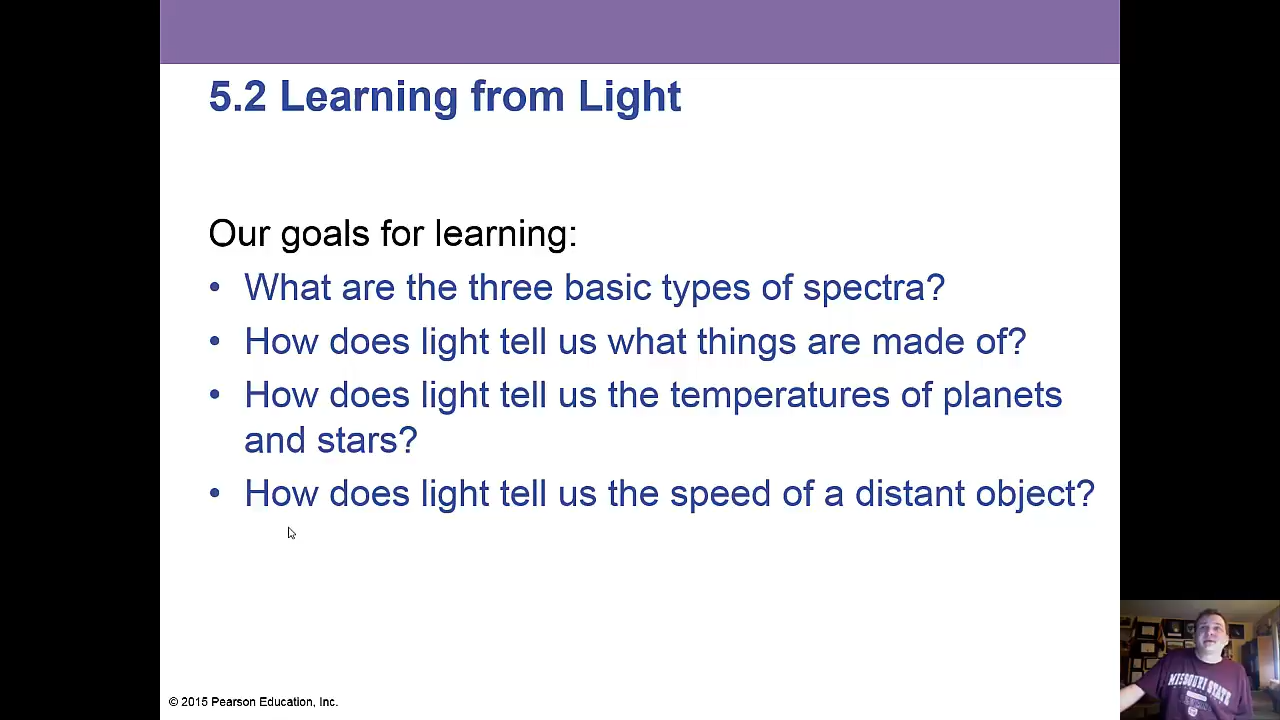 5.2 Learning from Light
Our goals for learning:
• What are the three basic types of spectra?
• How does light tell us what things are made of?
• How does light tell us the temperatures of planets
and stars?
• How does light tell us the speed of a distant object?
© 2015 Pearson Education, Inc.
MISSOURI STATE